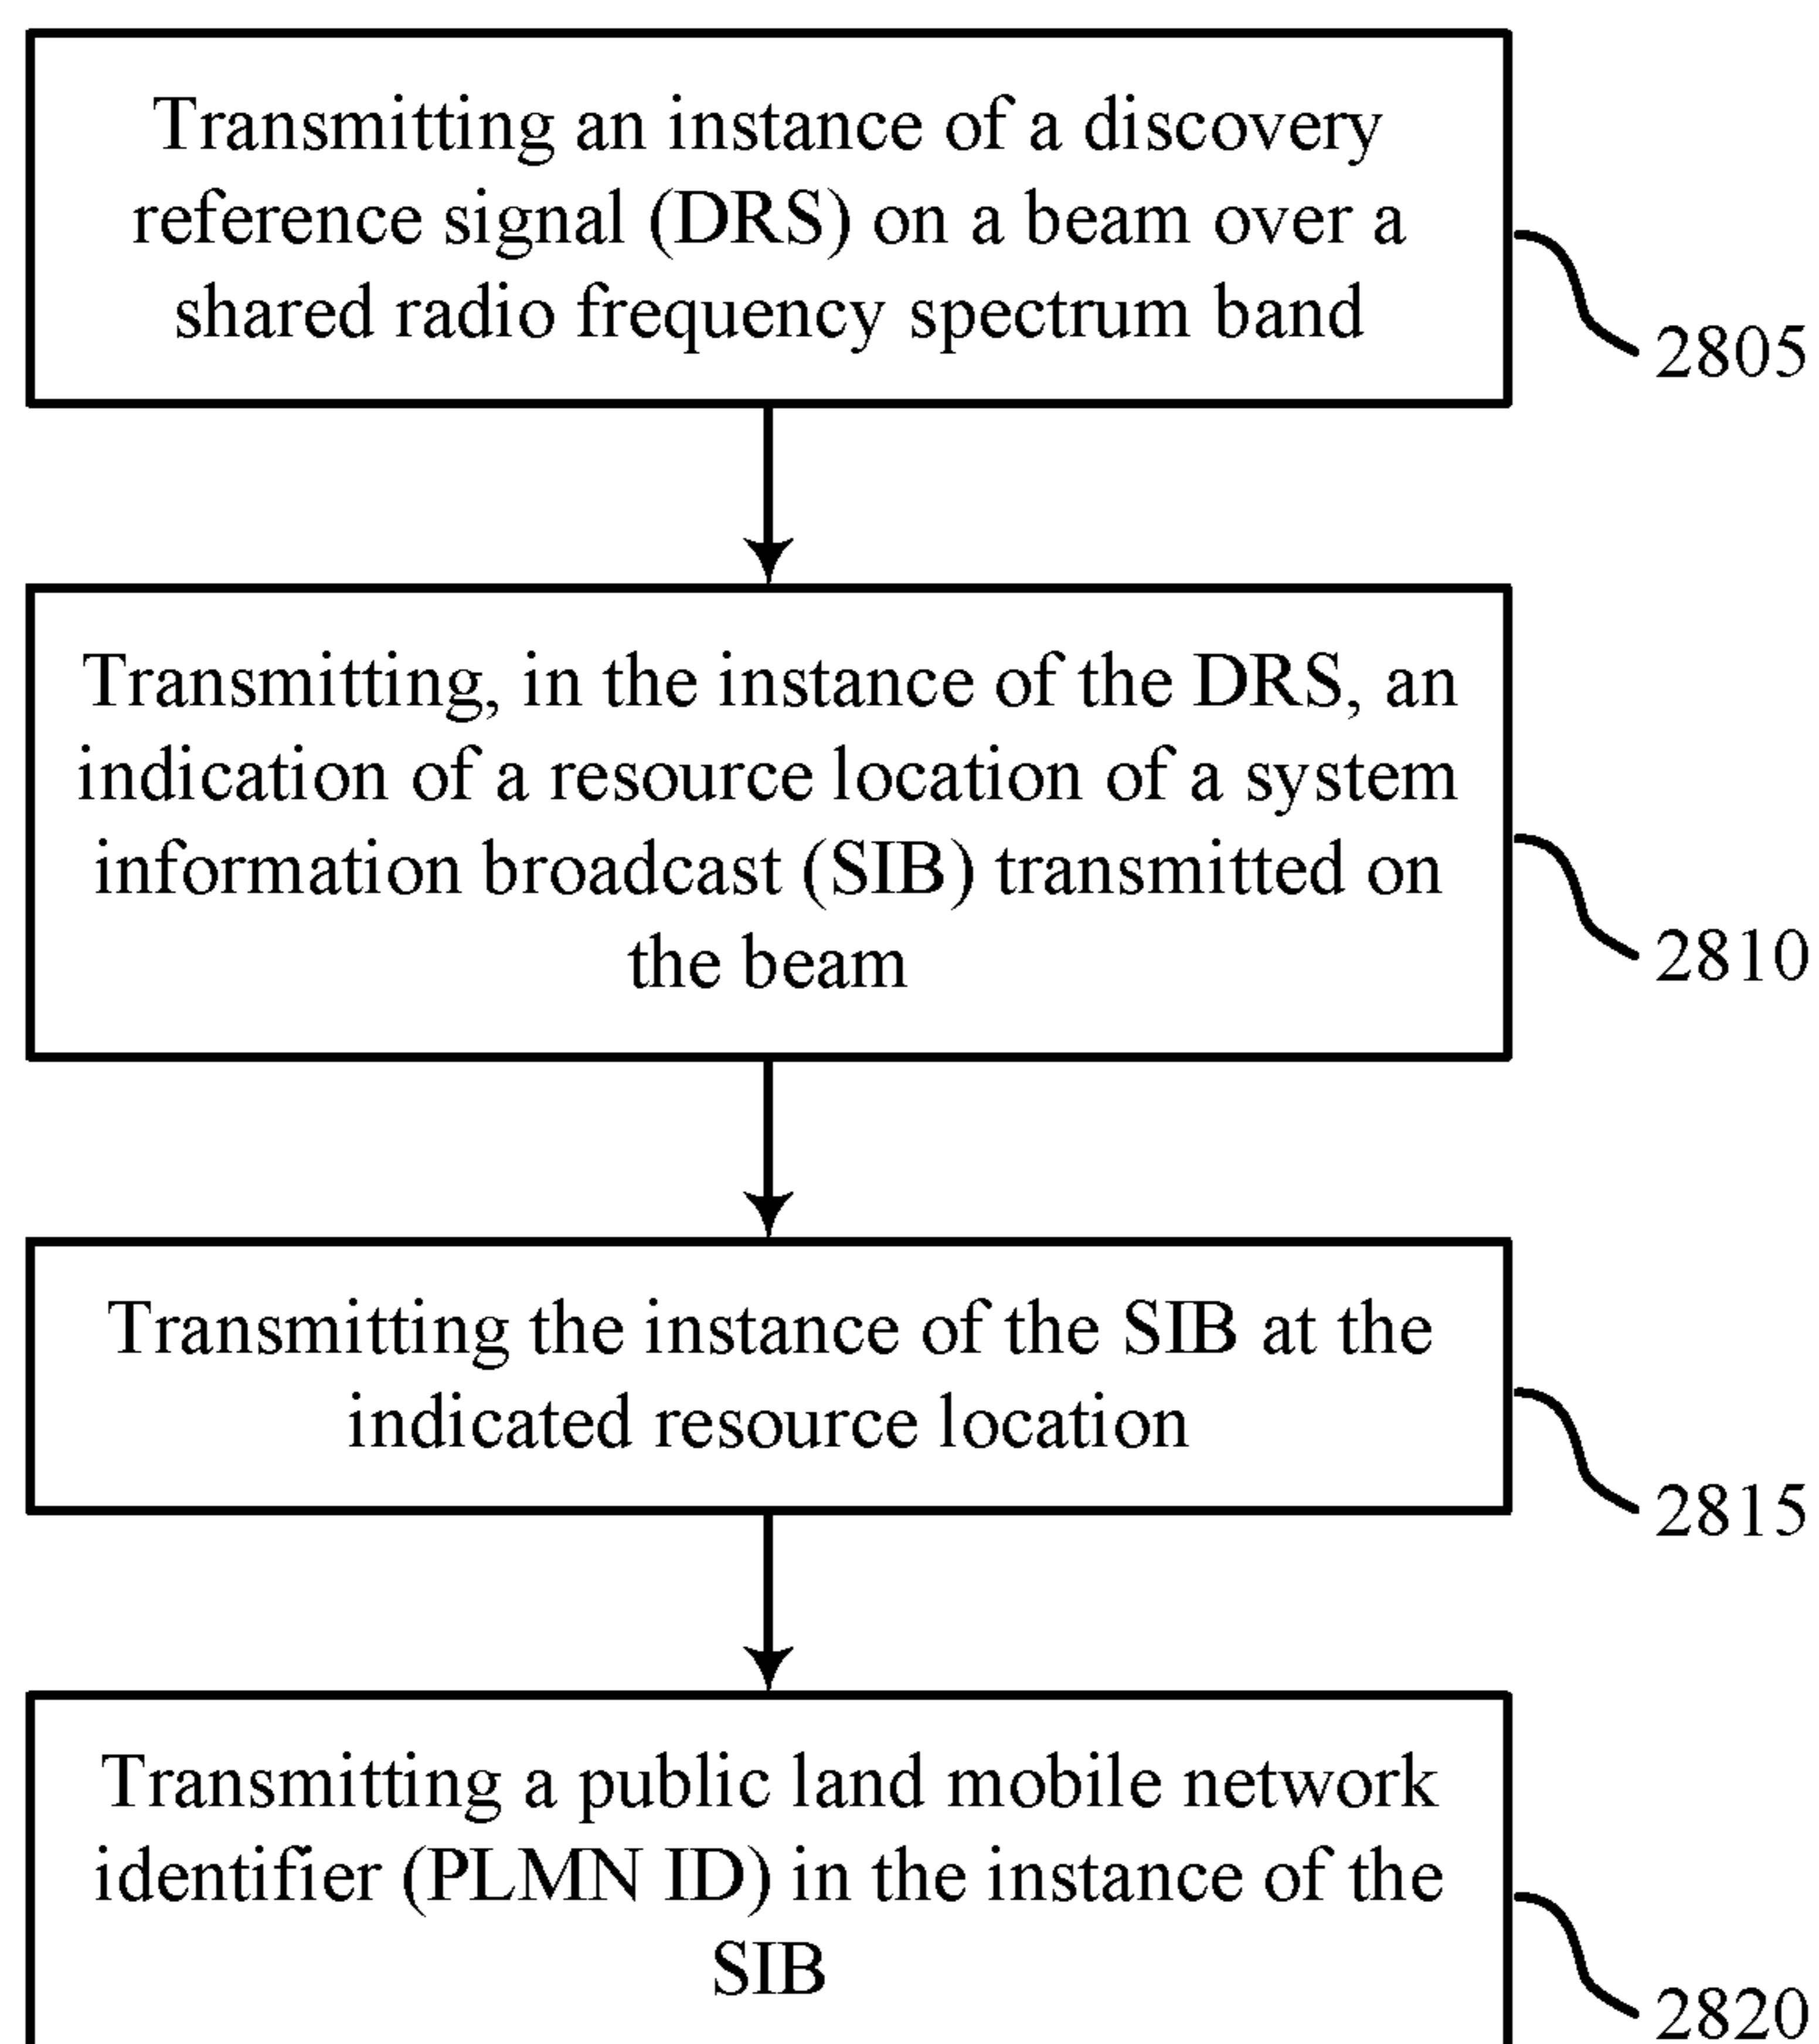 Transmitting an instance of a discovery
reference signal (DRS) on a beam over a
shared radio frequency spectrum band
2805
Transmitting, in the instance of the DRS, an
indication of a resource location of a system
information broadcast (SIB) transmitted on
the beam
2810
Transmitting the instance of the SIB at the
indicated resource location
2815
Transmitting a public land mobile network
identifier (PLMN ID) in the instance of the
SIB
2820